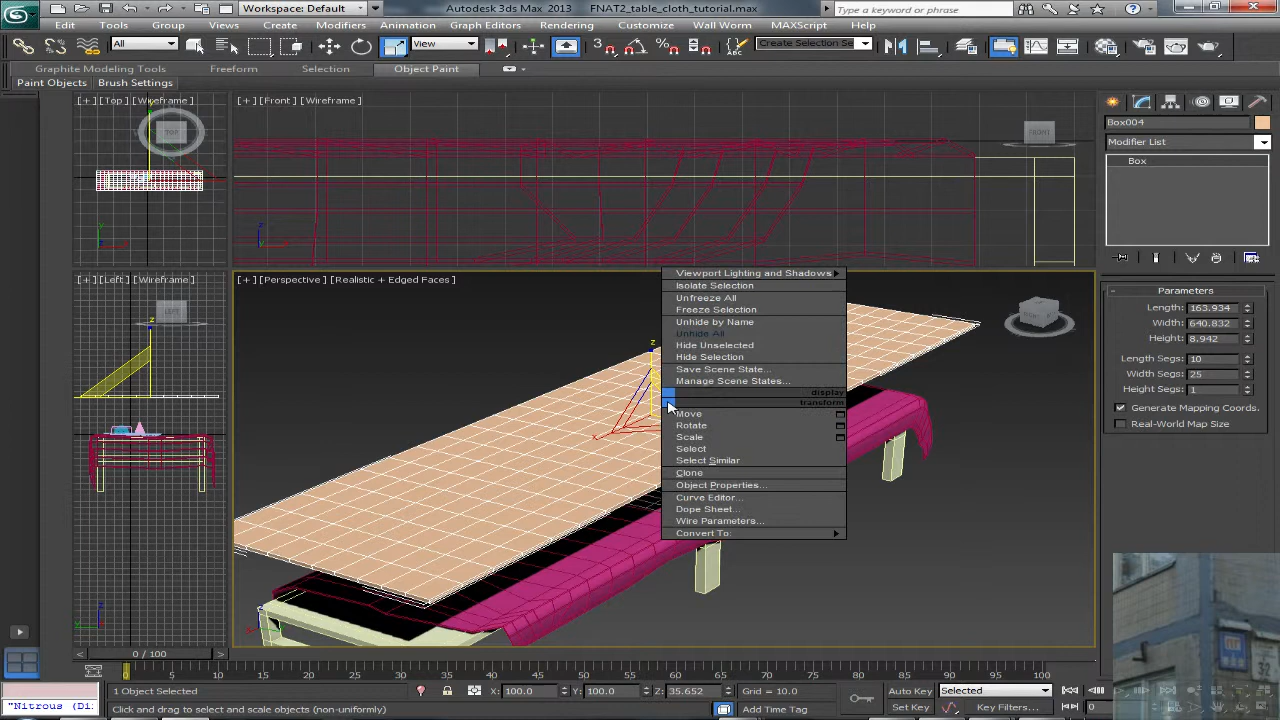 Workspace: Default
Autodesk 3ds Max 2013
FNAT2_table_cloth_tutorial.max
Type a keyword or phrase
Edit Tools Group Views Create Modifiers Animation Graph Editors Rendering Customize Wall Worm MAXScript Help
All
View
Create Selection Se
Graphite Modeling Tools Freeform Selection Object Paint
Paint Objects Brush Settings
[+] [Top] [Wireframe]
[+] [Front] [Wireframe]
TOP
FRONT
Box004
Modifier List
Box
[+] [Left] [Wireframe]
LEFT
[+] [Perspective] [Realistic + Edged Faces]
Viewport Lighting and Shadows
Isolate Selection
Unfreeze All
Freeze Selection
Unhide by Name
Unhide All
Hide Unselected
Hide Selection
Save Scene State...
Manage Scene States...
display
transform
Move
Rotate
Scale
Select
Select Similar
Clone
Object Properties...
Curve Editor...
Dope Sheet...
Wire Parameters...
Convert To:
Parameters
Length: 163.934
Width: 640.832
Height: 8.942
Length Segs: 10
Width Segs: 25
Height Segs: 1
Generate Mapping Coords.
Real-World Map Size
< 0 / 100 >
0 5 10 15 20 25 30 35 40 45 50 55 60 65 70 75 80 85 90 95 100
1 Object Selected
X: 100.0 Y: 100.0 Z: 35.652
Grid = 10.0
Auto Key
Selected
"Nitrous (Di:
Click and drag to select and scale objects (non-uniformly)
Add Time Tag
Set Key
Key Filters...
0